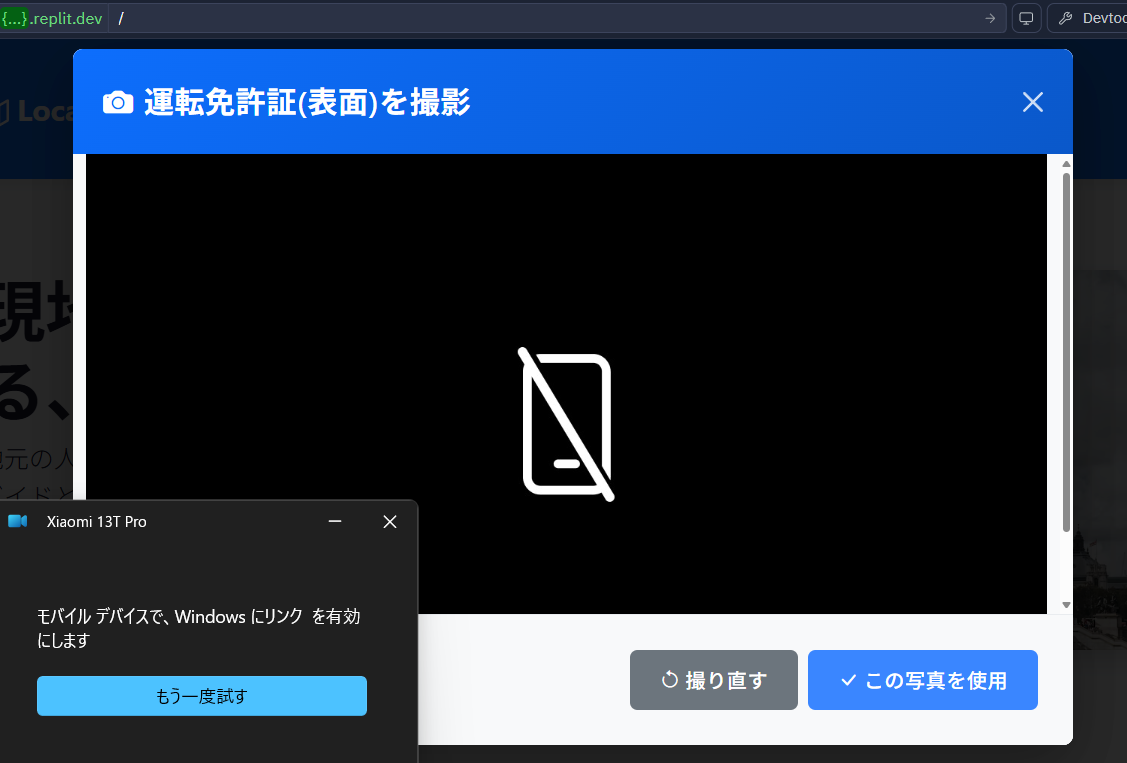 {...}.replit.dev /
Devtoo
Loca
運転免許証(表面)を撮影
現地
る、
地元の人
ガイドと
Xiaomi 13T Pro
モバイル デバイスで、Windows にリンク を有効
にします
もう一度試す
撮り直す
この写真を使用